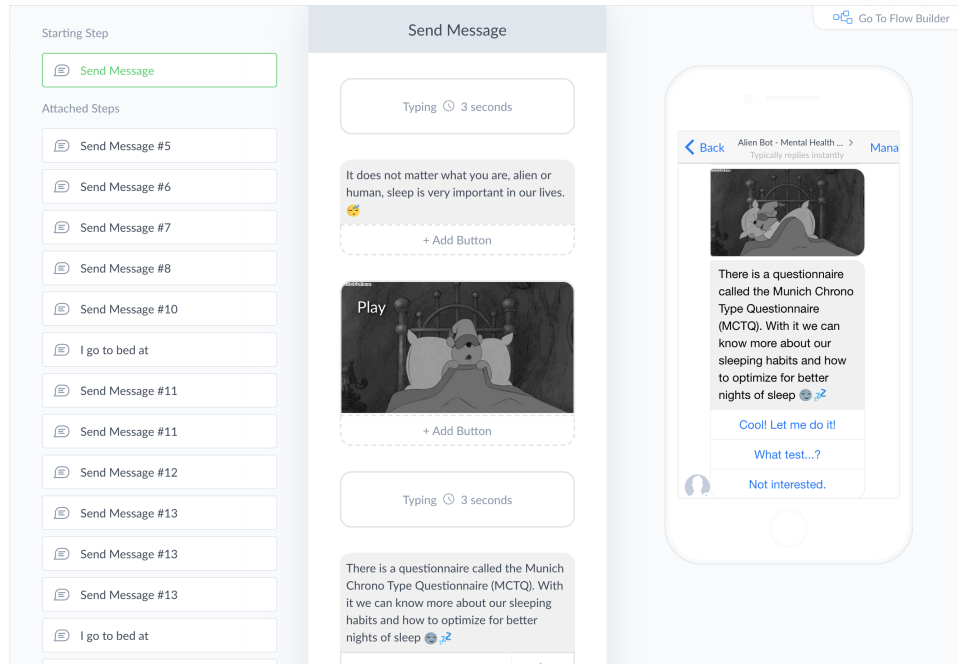 Starting Step
Send Message
Attached Steps
Send Message #5
Send Message #6
Send Message #7
Send Message #8
Send Message #10
I go to bed at
Send Message #11
Send Message #11
Send Message #12
Send Message #13
Send Message #13
Send Message #13
I go to bed at
Send Message
Typing 3 seconds
It does not matter what you are, alien or
human, sleep is very important in our lives.
😴
+ Add Button
Play
+ Add Button
Typing 3 seconds
There is a questionnaire called the Munich
Chrono Type Questionnaire (MCTQ). With
it we can know more about our sleeping
habits and how to optimize for better
nights of sleep 🌚 💤
Go To Flow Builder
Back
Alien Bot - Mental Health ... >
Typically replies instantly
Mana
There is a questionnaire
called the Munich Chrono
Type Questionnaire
(MCTQ). With it we can
know more about our
sleeping habits and how
to optimize for better
nights of sleep 🌚 💤
Cool! Let me do it!
What test...?
Not interested.